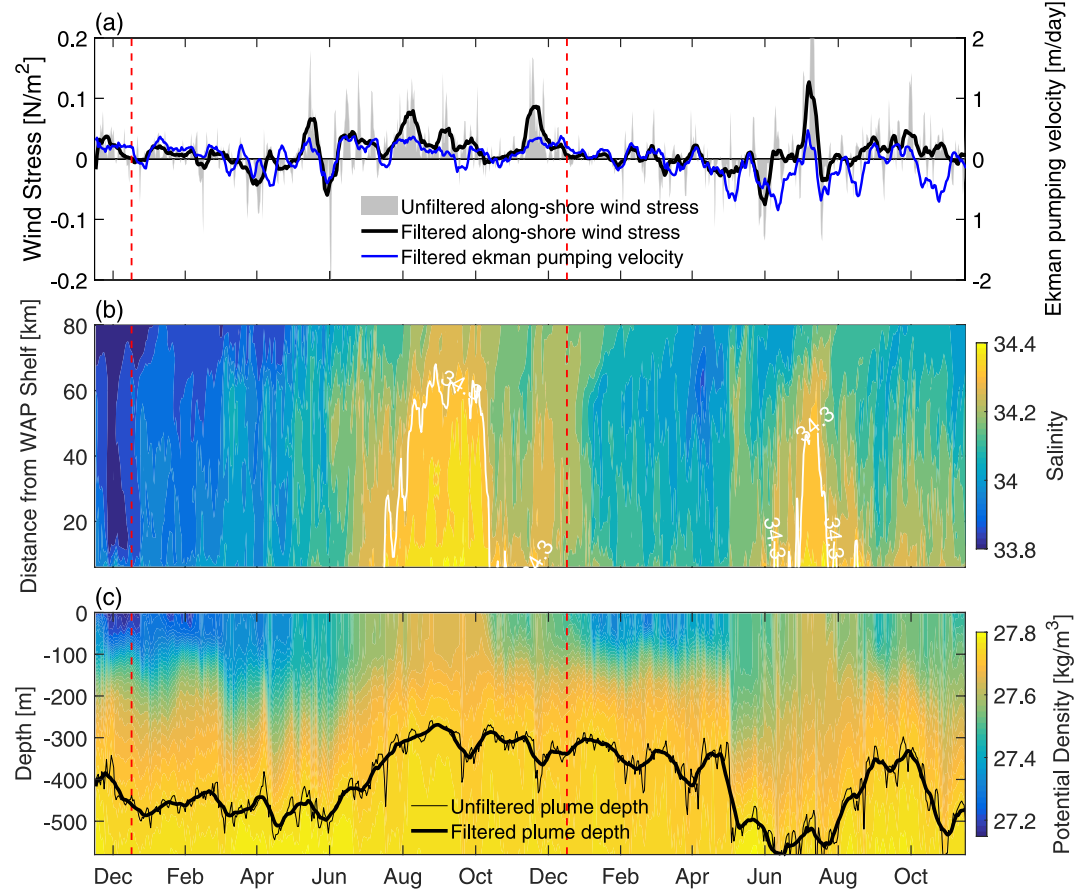 (a)
0.2
0.1
0
-0.1
-0.2
Wind Stress [N/m²]
2
1
0
1
-2
Ekman pumping velocity [m/day]
Unfiltered along-shore wind stress
Filtered along-shore wind stress
Filtered ekman pumping velocity
(b)
80
60
40
20
Distance from WAP Shelf [km]
34.3
34.3
34.3
34.3
34.3
34.4
34.2
34
33.8
Salinity
(c)
0
-100
-200
-300
-400
-500
Depth [m]
Unfiltered plume depth
Filtered plume depth
27.8
27.6
27.4
27.2
Potential Density [kg/m³]
Dec Feb Apr Jun Aug Oct Dec Feb Apr Jun Aug Oct